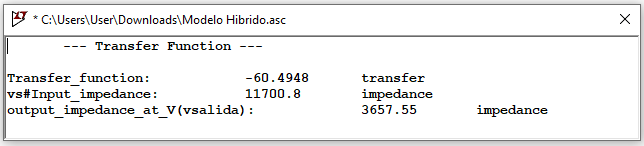 * C:\Users\User\Downloads\Modelo Hibrido.asc
--- Transfer Function ---
Transfer_function: -60.4948 transfer
vs#Input_impedance: 11700.8 impedance
output_impedance_at_V(vsalida): 3657.55 impedance